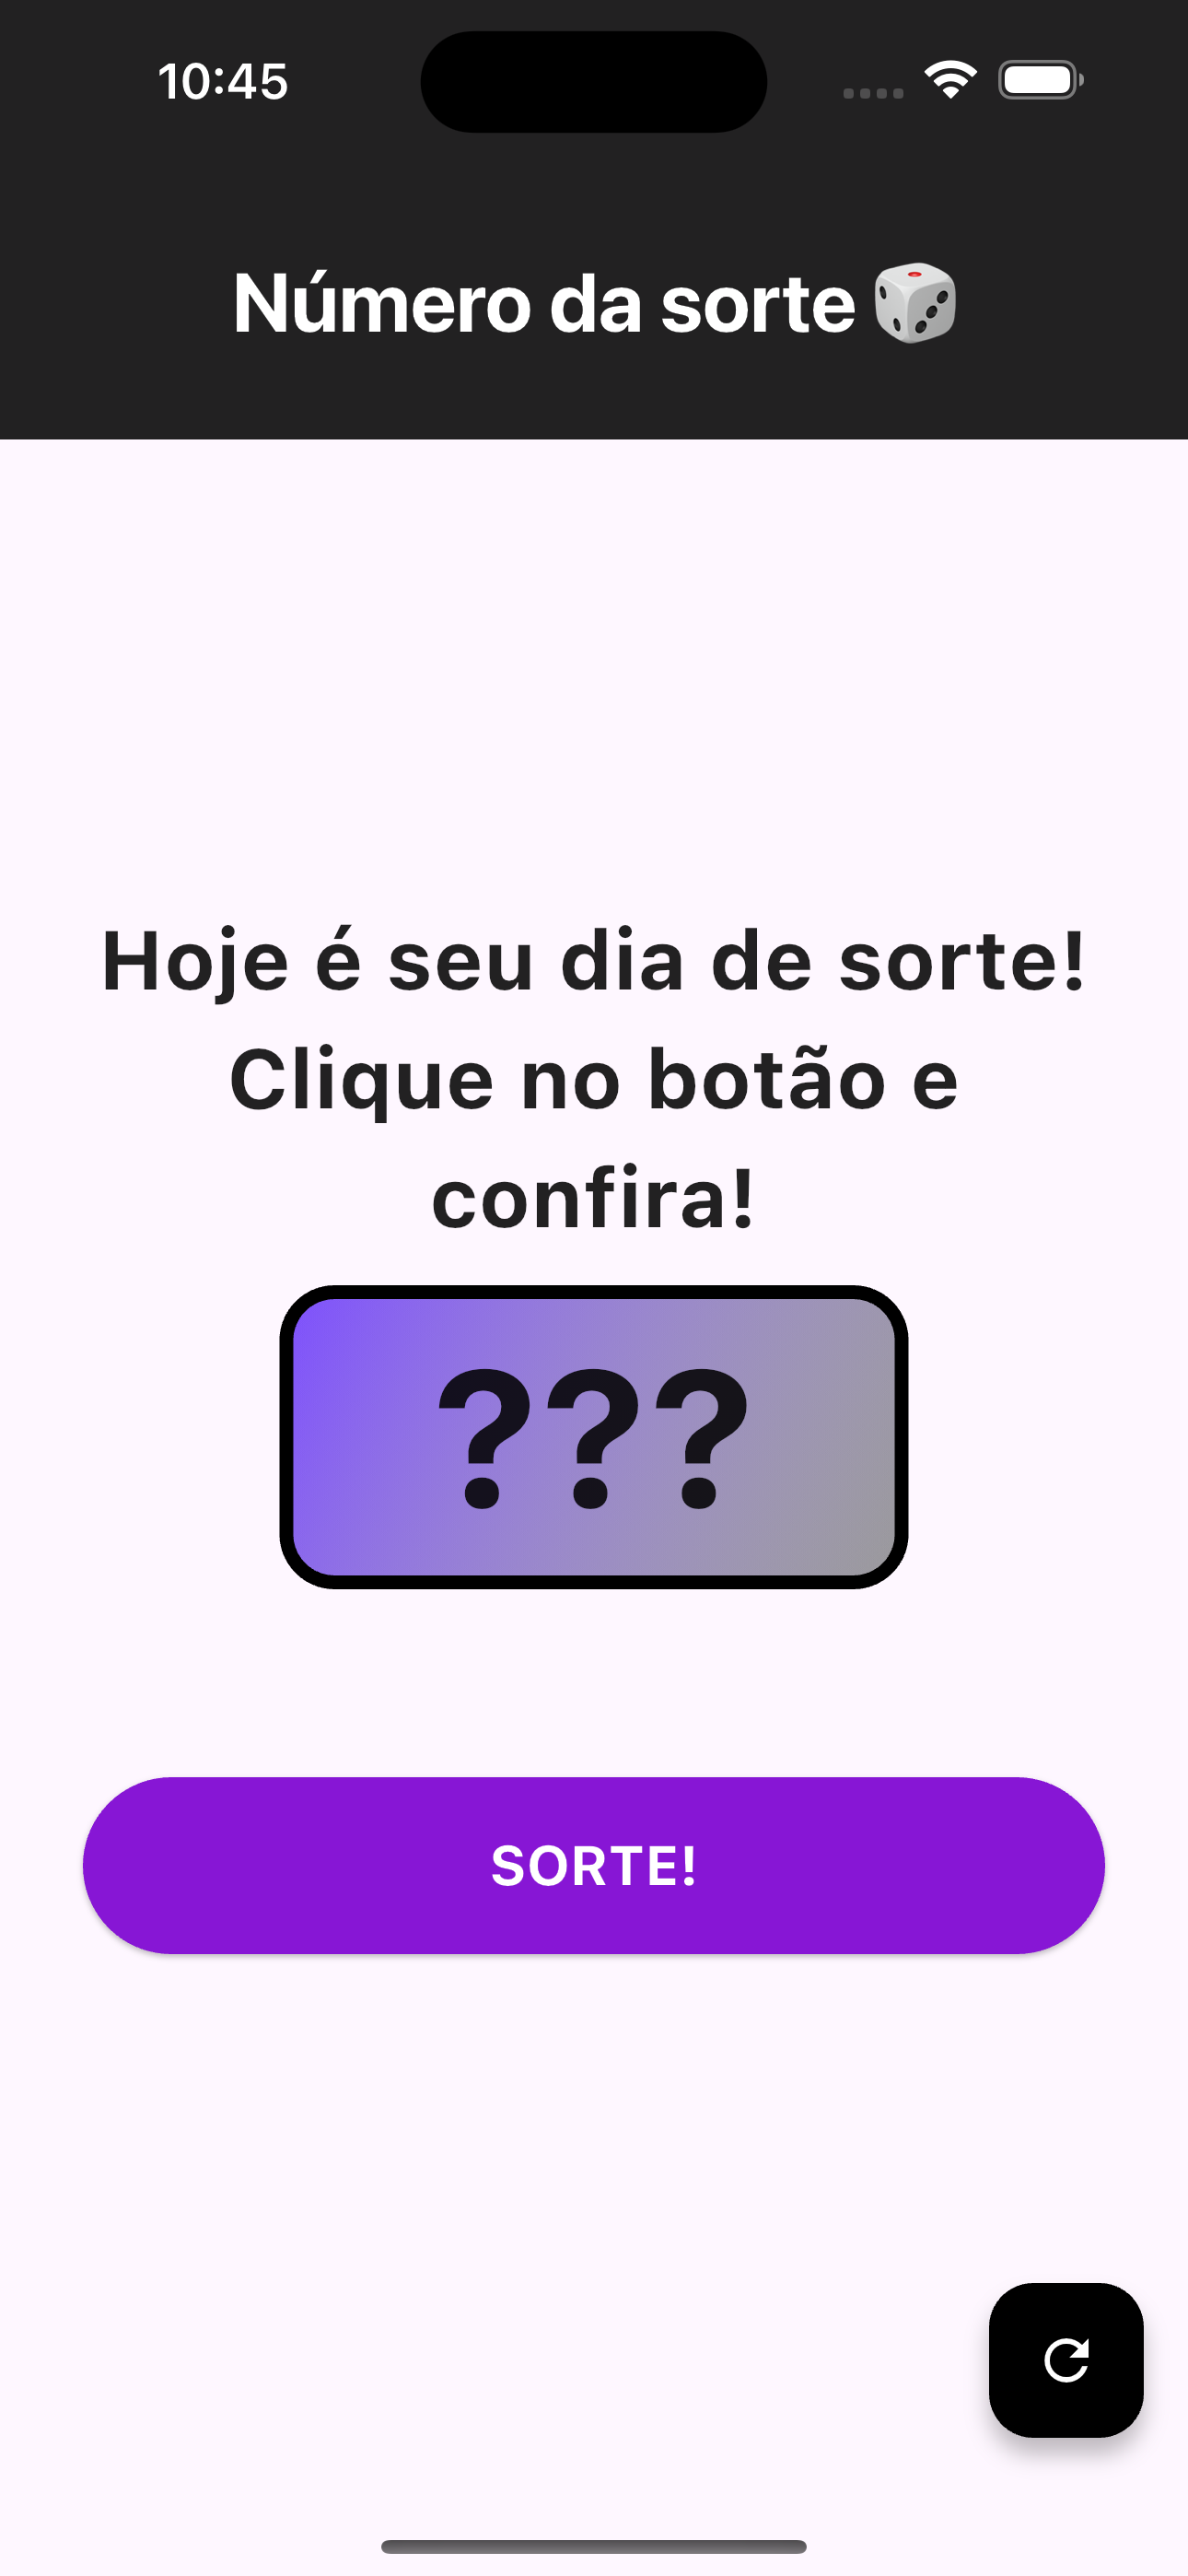 10:45
Número da sorte 🎲
Hoje é seu dia de sorte!
Clique no botão e
confira!
???
SORTE!